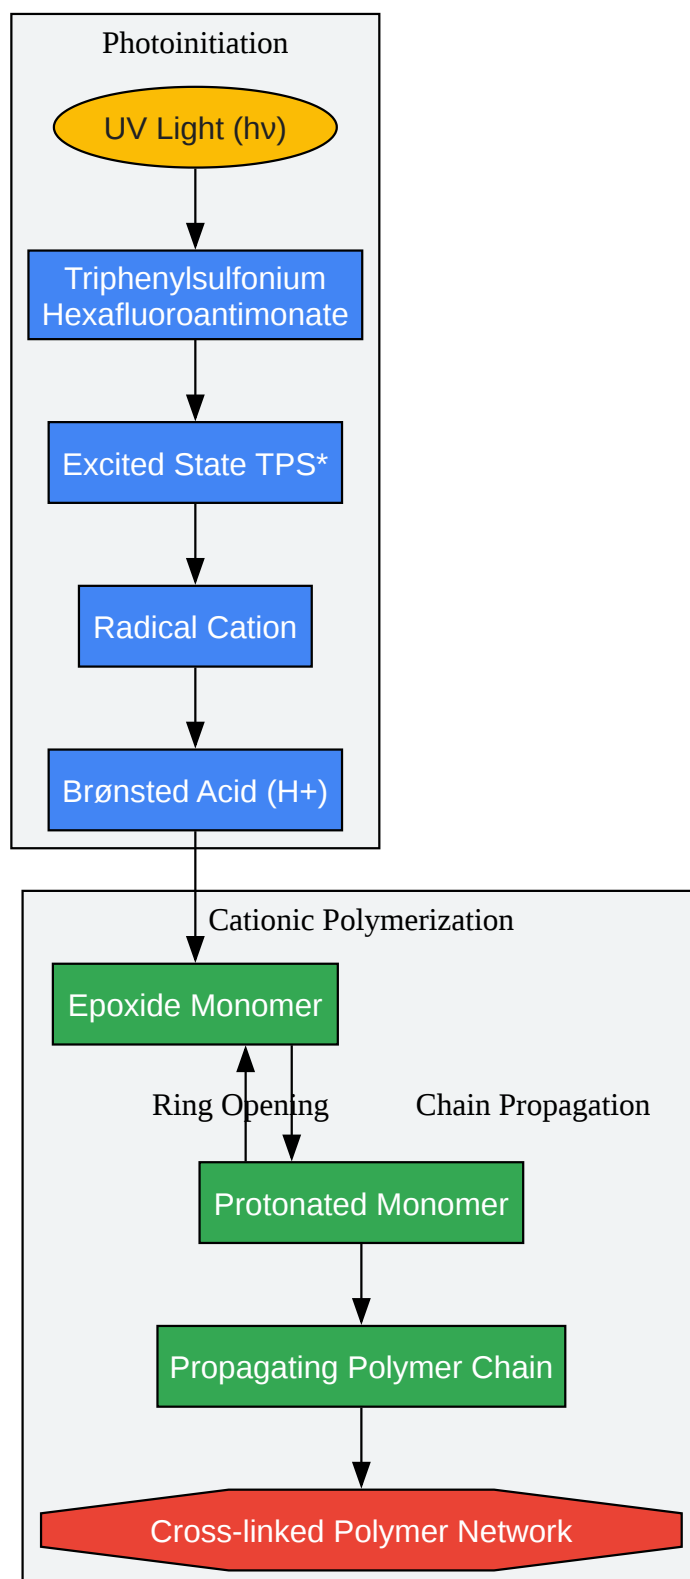 Photoinitiation
UV Light (hν)
Triphenylsulfonium
Hexafluoroantimonate
Excited State TPS*
Radical Cation
Brønsted Acid (H+)
Cationic Polymerization
Epoxide Monomer
Ring Opening
Chain Propagation
Protonated Monomer
Propagating Polymer Chain
Cross-linked Polymer Network